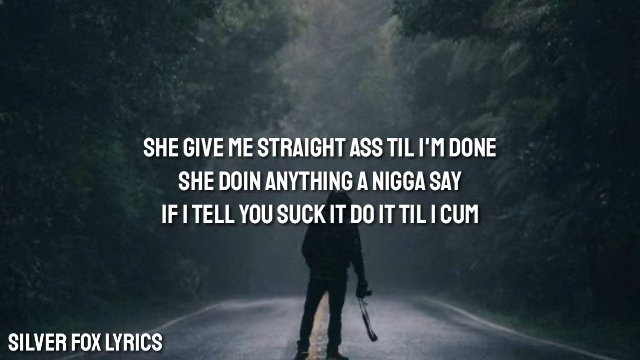 SHE GIVE ME STRAIGHT ASS TIL I'M DONE
SHE DOIN ANYTHING A NIGGA SAY
IF I TELL YOU SUCK IT DO IT TIL I CUM
SILVER FOX LYRICS